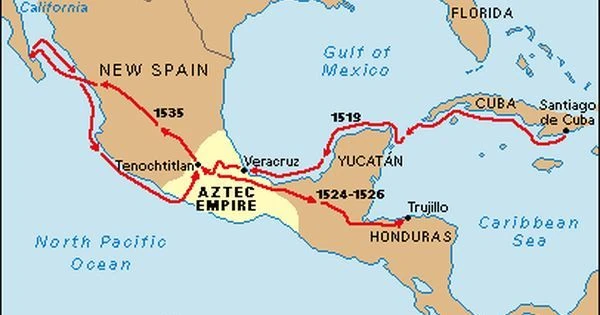 California
FLORIDA
Gulf of
Mexico
NEW SPAIN
CUBA
Santiago
de Cuba
1535
1519
Tenochtitlan
Veracruz
YUCATÁN
AZTEC
EMPIRE
1524-1526
Trujillo
HONDURAS
Caribbean
Sea
North Pacific
Ocean